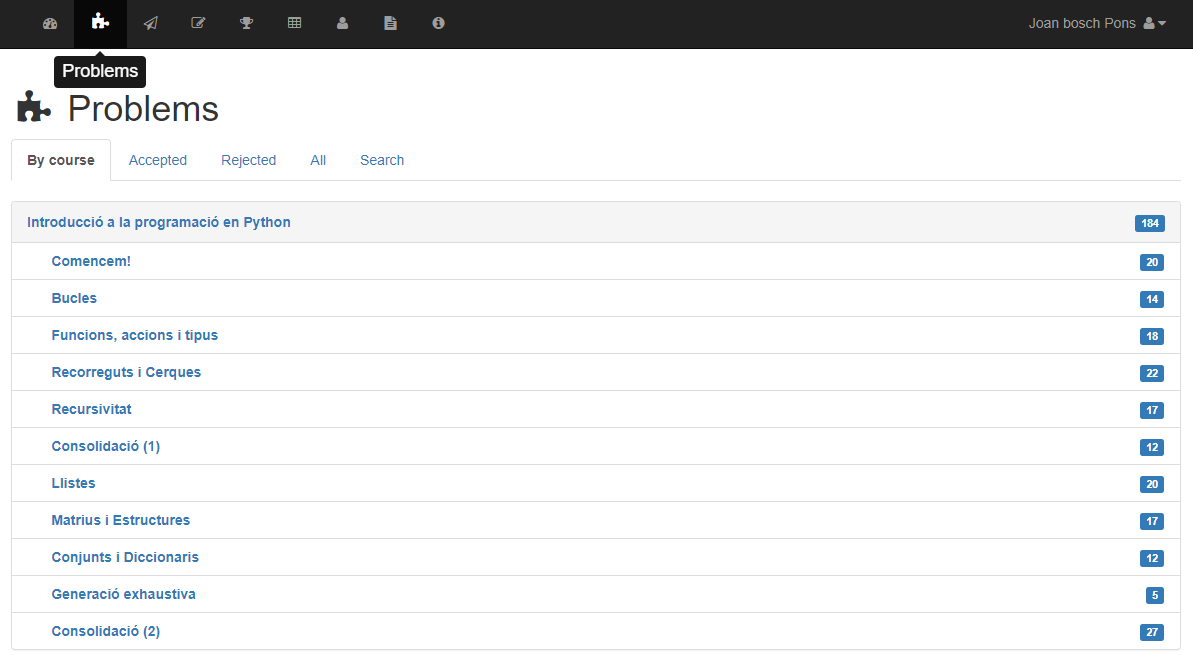 Joan bosch Pons
Problems
Problems
By course Accepted Rejected All Search
Introducció a la programació en Python 184
Comencem! 20
Bucles 14
Funcions, accions i tipus 18
Recorreguts i Cerques 22
Recursivitat 17
Consolidació (1) 12
Llistes 20
Matrius i Estructures 17
Conjunts i Diccionaris 12
Generació exhaustiva 5
Consolidació (2) 27